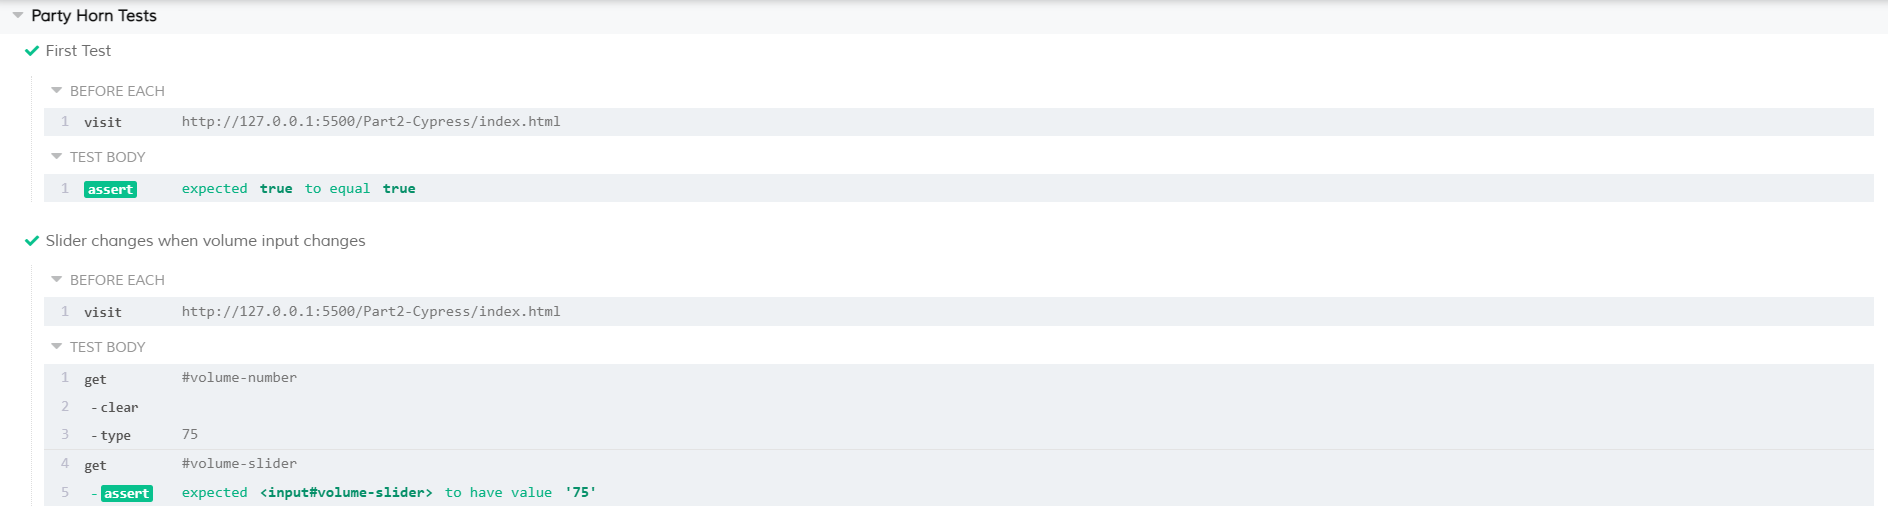 Party Horn Tests
First Test
BEFORE EACH
1 visit http://127.0.0.1:5500/Part2-Cypress/index.html
TEST BODY
1 assert expected true to equal true
Slider changes when volume input changes
BEFORE EACH
1 visit http://127.0.0.1:5500/Part2-Cypress/index.html
TEST BODY
1 get #volume-number
2 -clear
3 -type 75
4 get #volume-slider
5 -assert expected <input#volume-slider> to have value '75'